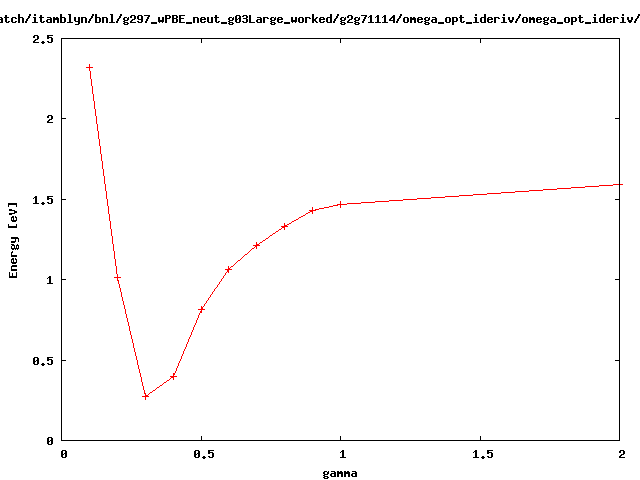 atch/itamblyn/bnl/g297_wPBE_neut_g03Large_worked/g2g71114/omega_opt_ideriv/omega_opt_ideriv/
2.5
2
1.5
1
0.5
0
Energy [eV]
0 0.5 1 1.5 2
gamma